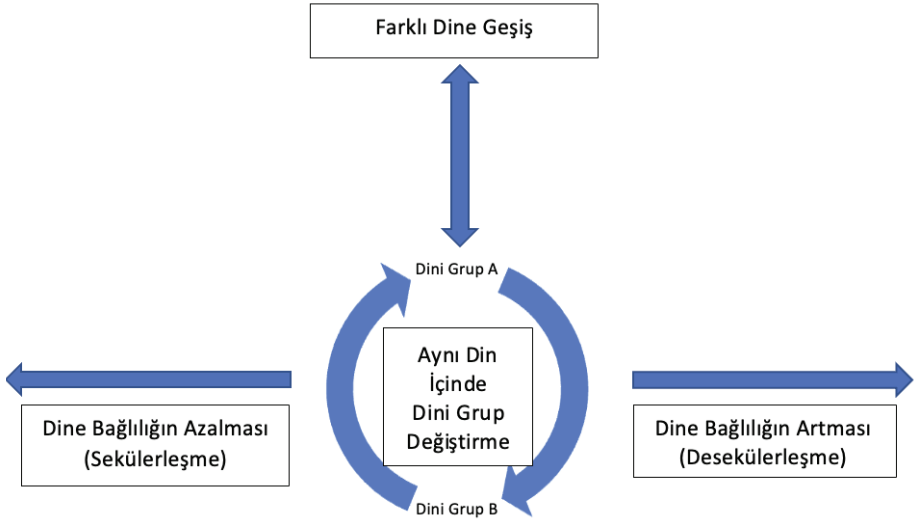 Farklı Dine Geçiş
Dini Grup A
Aynı Din
İçinde
Dini Grup
Değiştirme
Dine Bağlılığın Azalması
(Sekülerleşme)
Dine Bağlılığın Artması
(Desekülerleşme)
Dini Grup B